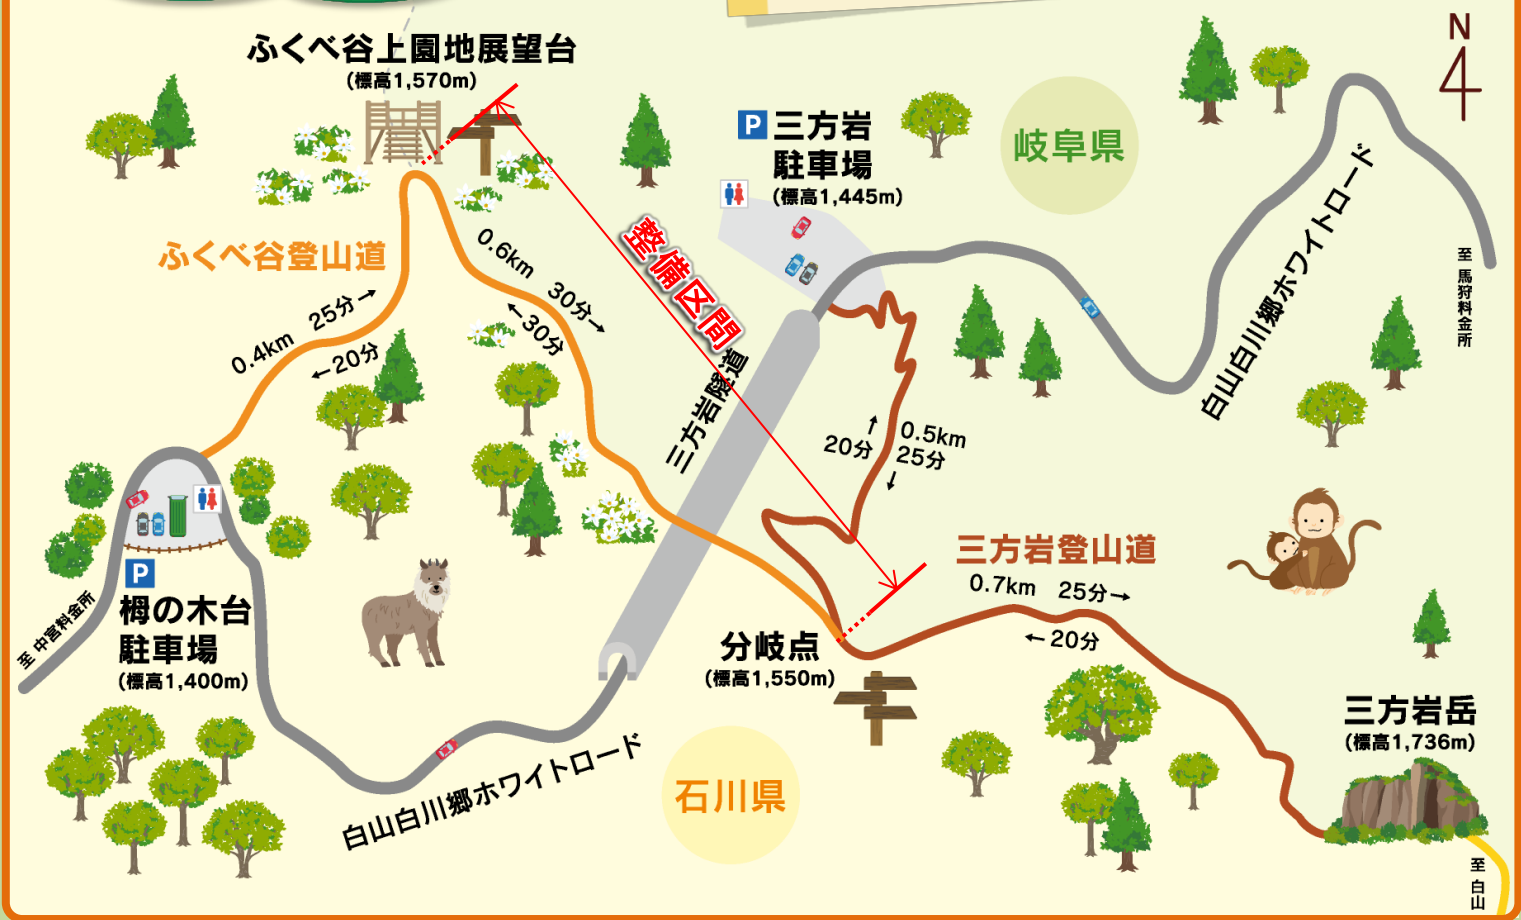 ふくべ谷上園地展望台
(標高1,570m)
N
P 三方岩
駐車場
(標高1,445m)
岐阜県
ふくべ谷登山道
0.6km 30分→
←30分
整備区間
0.4km 25分→
←20分
三方岩隧道
白山白川郷ホワイトロード
至 馬狩料金所
20分
0.5km
25分
三方岩登山道
0.7km 25分→
←20分
P
栂の木台
駐車場
(標高1,400m)
至 中宮料金所
分岐点
(標高1,550m)
三方岩岳
(標高1,736m)
白山白川郷ホワイトロード
石川県
至 白山